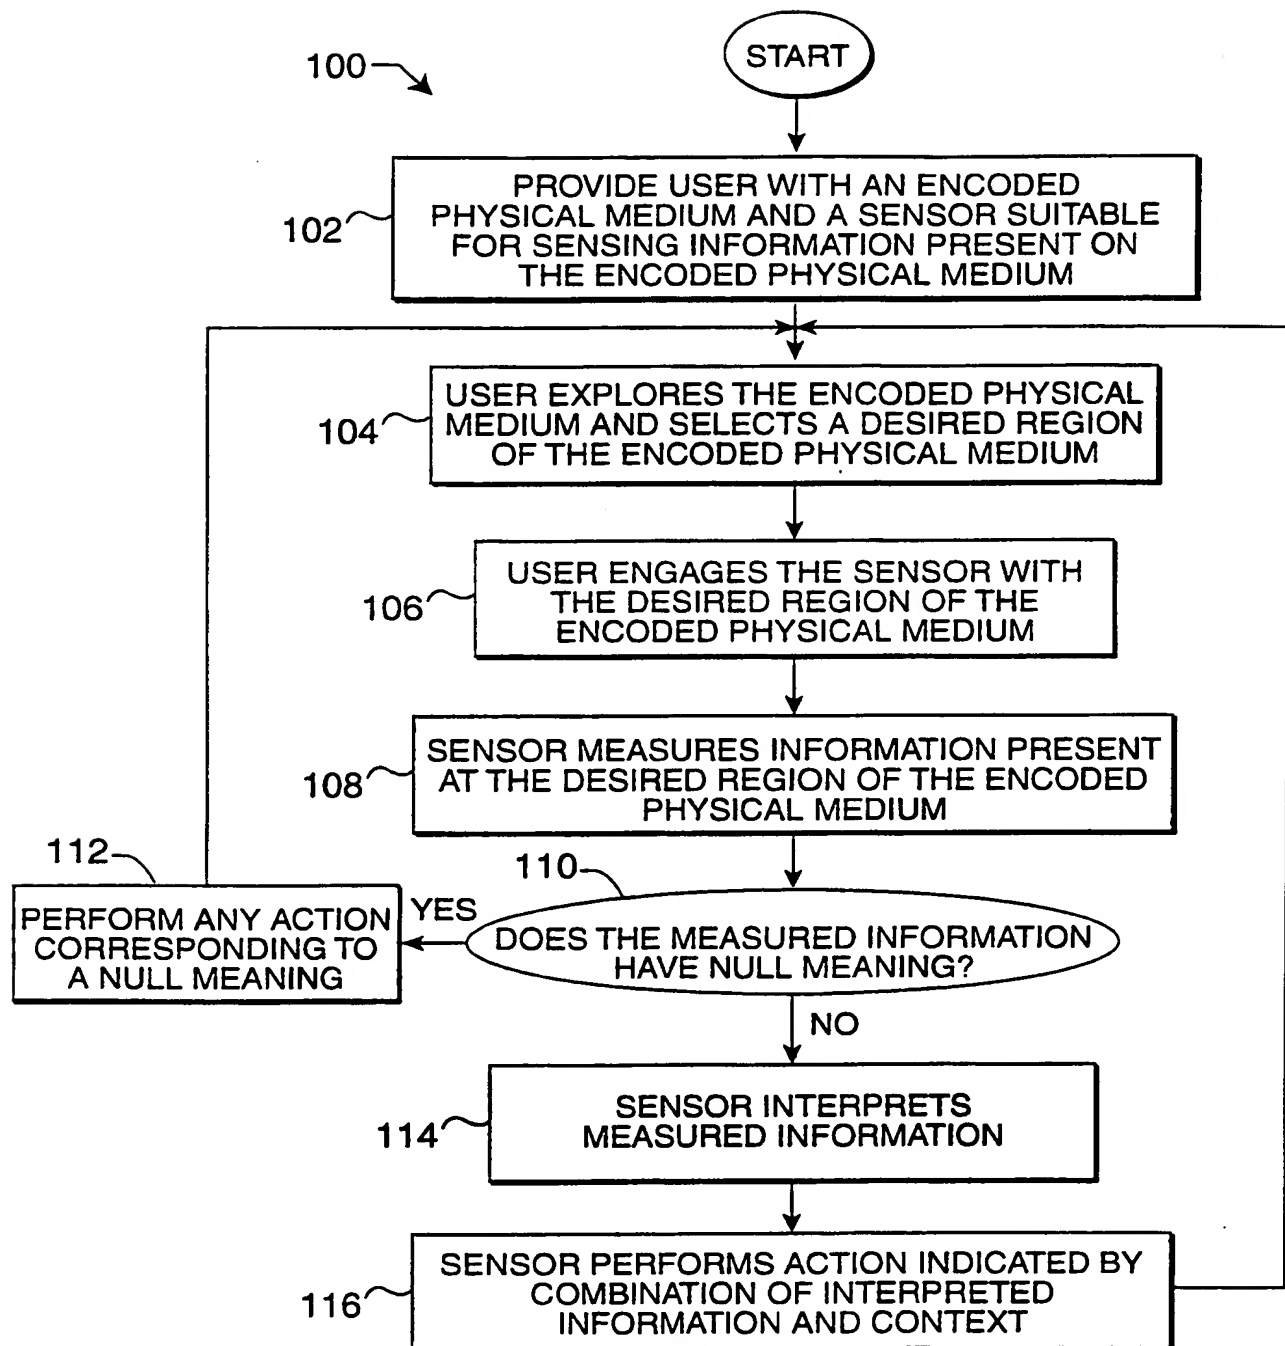 START
100
PROVIDE USER WITH AN ENCODED
PHYSICAL MEDIUM AND A SENSOR SUITABLE
FOR SENSING INFORMATION PRESENT ON
THE ENCODED PHYSICAL MEDIUM
102
USER EXPLORES THE ENCODED PHYSICAL
MEDIUM AND SELECTS A DESIRED REGION
OF THE ENCODED PHYSICAL MEDIUM
104
USER ENGAGES THE SENSOR WITH
THE DESIRED REGION OF THE
ENCODED PHYSICAL MEDIUM
106
SENSOR MEASURES INFORMATION PRESENT
AT THE DESIRED REGION OF THE ENCODED
PHYSICAL MEDIUM
108
112
110
PERFORM ANY ACTION
CORRESPONDING TO
A NULL MEANING
YES
DOES THE MEASURED INFORMATION
HAVE NULL MEANING?
NO
SENSOR INTERPRETS
MEASURED INFORMATION
114
SENSOR PERFORMS ACTION INDICATED BY
COMBINATION OF INTERPRETED
INFORMATION AND CONTEXT
116